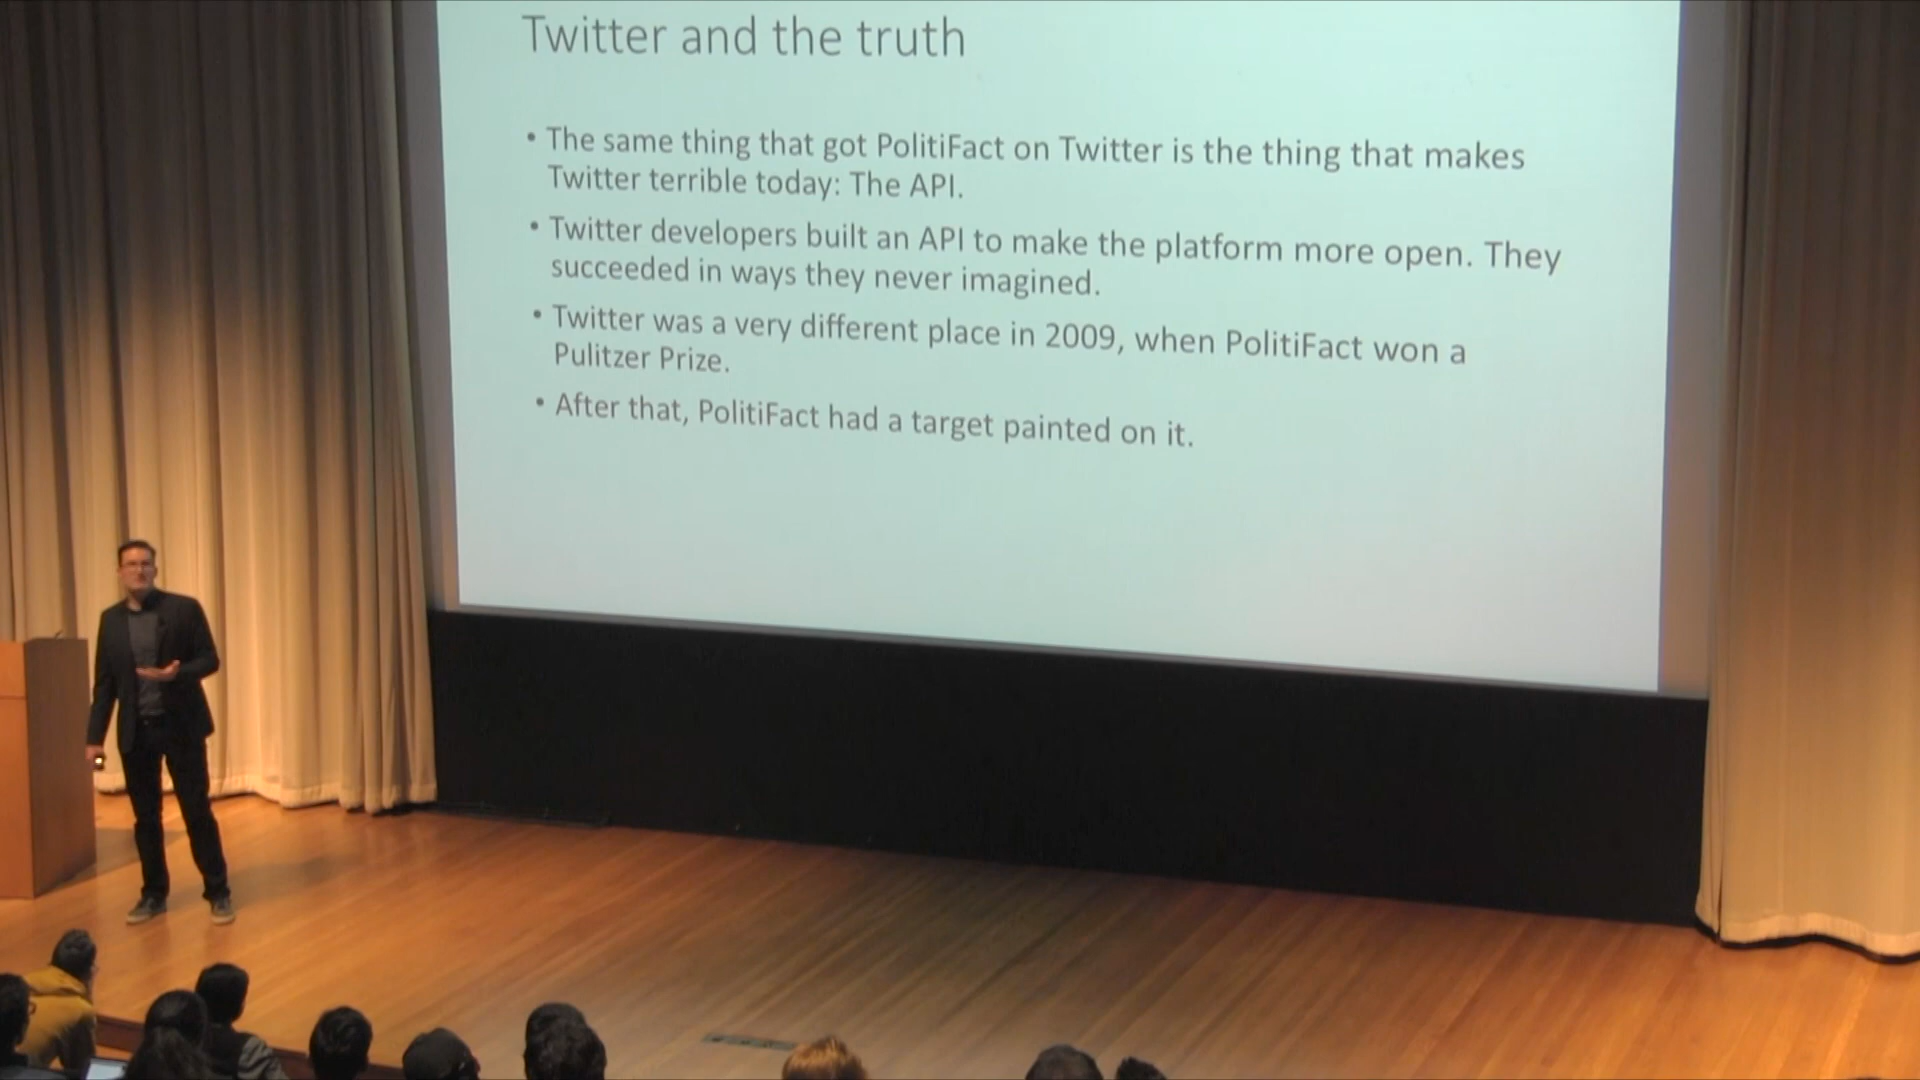 Twitter and the truth
• The same thing that got PolitiFact on Twitter is the thing that makes
Twitter terrible today: The API.
• Twitter developers built an API to make the platform more open. They
succeeded in ways they never imagined.
• Twitter was a very different place in 2009, when PolitiFact won a
Pulitzer Prize.
• After that, PolitiFact had a target painted on it.